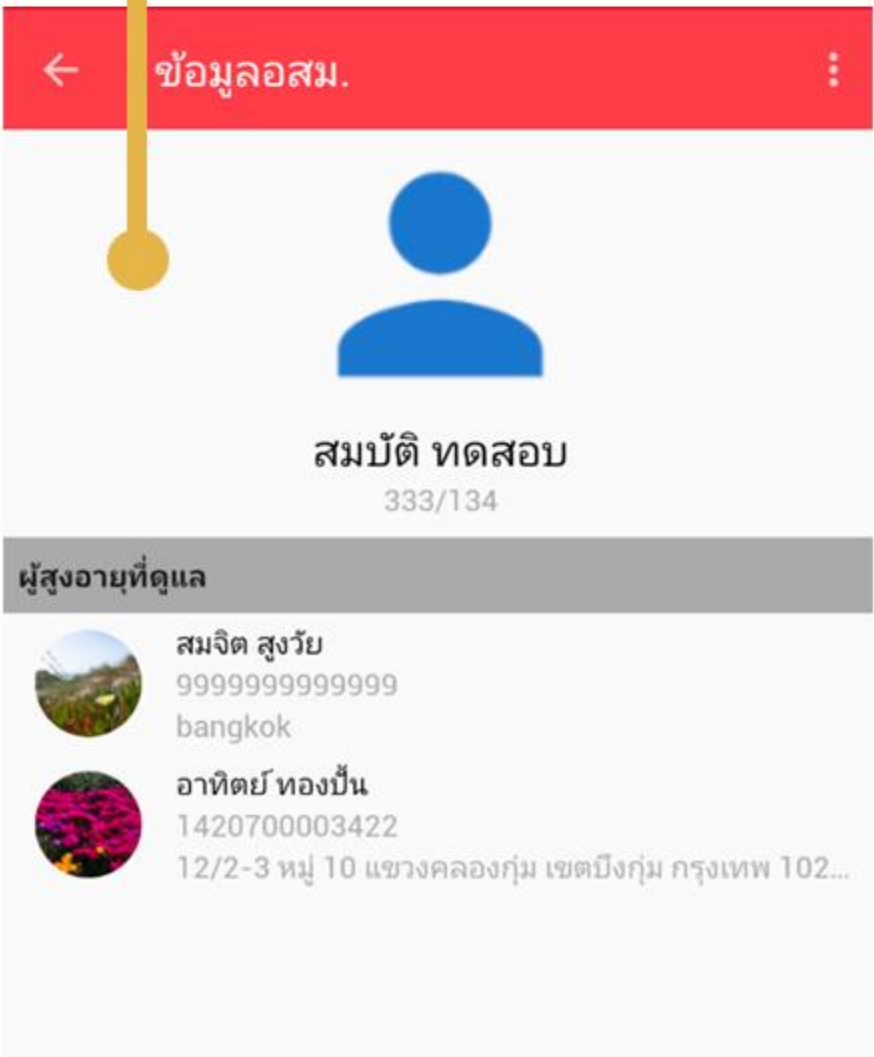 ข้อมูลอสม.
สมบัติ ทดสอบ
333/134
ผู้สูงอายุที่ดูแล
สมจิต สูงวัย
9999999999999
bangkok
อาทิตย์ ทองปั้น
1420700003422
12/2-3 หมู่ 10 แขวงคลองกุ่ม เขตบึงกุ่ม กรุงเทพ 102...